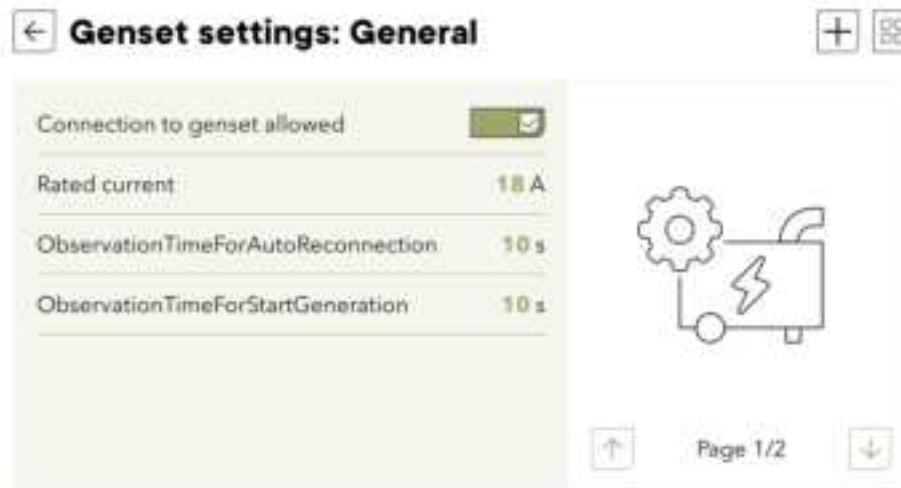 Genset settings: General
Connection to genset allowed
Rated current 18 A
ObservationTimeForAutoReconnection 10 s
ObservationTimeForStartGeneration 10 s
Page 1/2